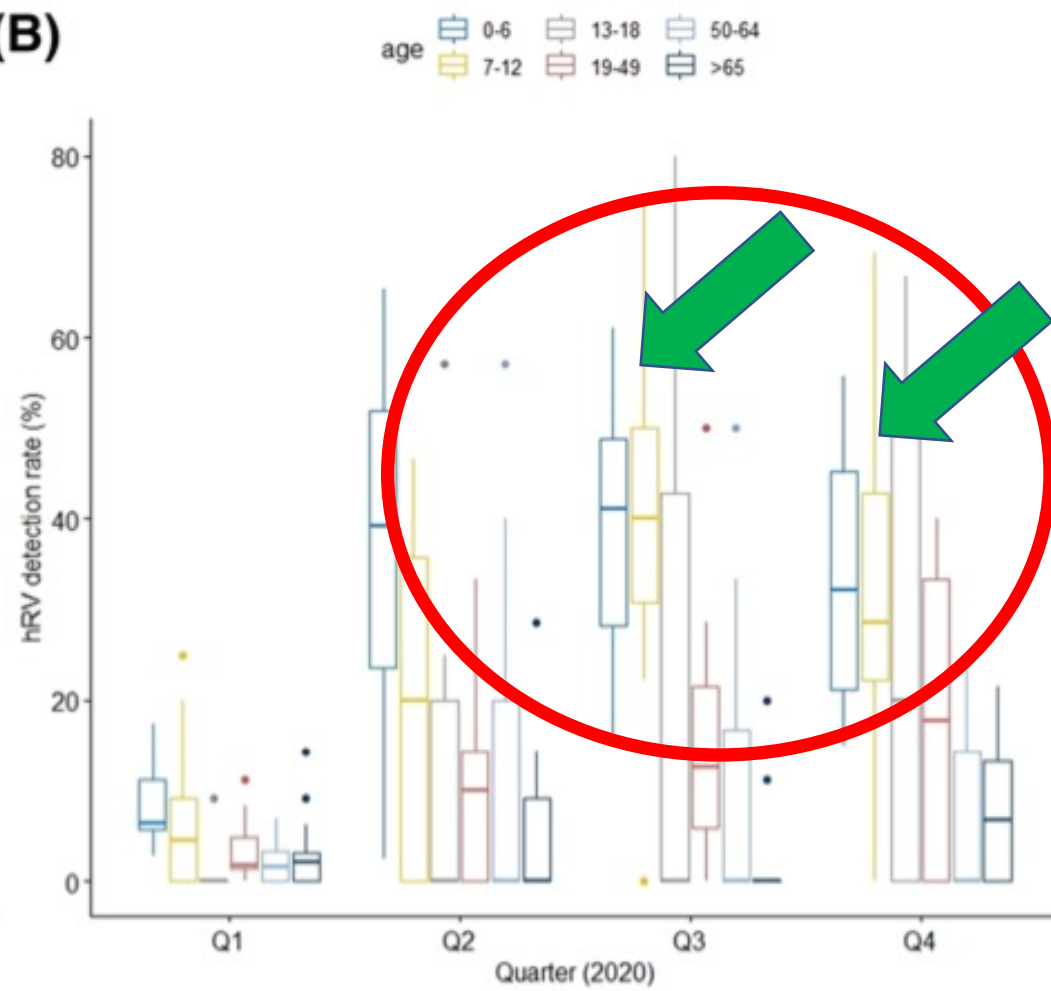 (B)
age
0-6 13-18 50-64
7-12 19-49 >65
hRV detection rate (%)
80
60
40
20
0
Q1 Q2 Q3 Q4
Quarter (2020)